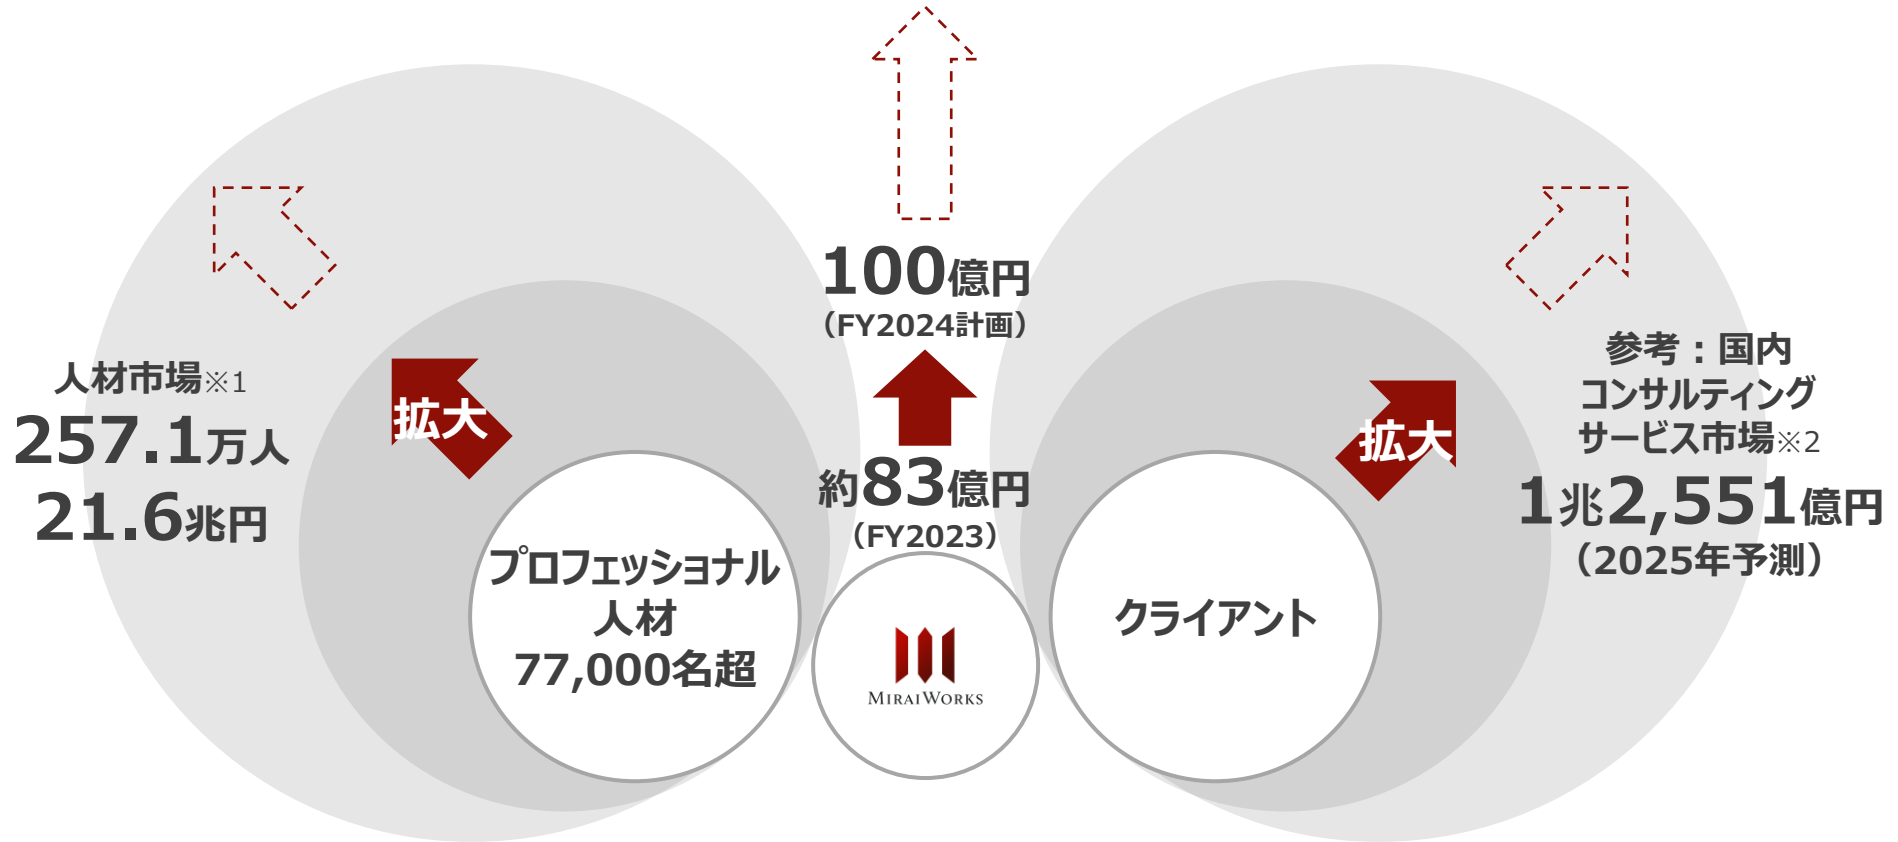 100億円
（FY2024計画）
約83億円
（FY2023）
人材市場※1
257.1万人
21.6兆円
拡大
プロフェッショナル
人材
77,000名超
MIRAIWORKS
クライアント
拡大
参考：国内
コンサルティング
サービス市場※2
1兆2,551億円
（2025年予測）